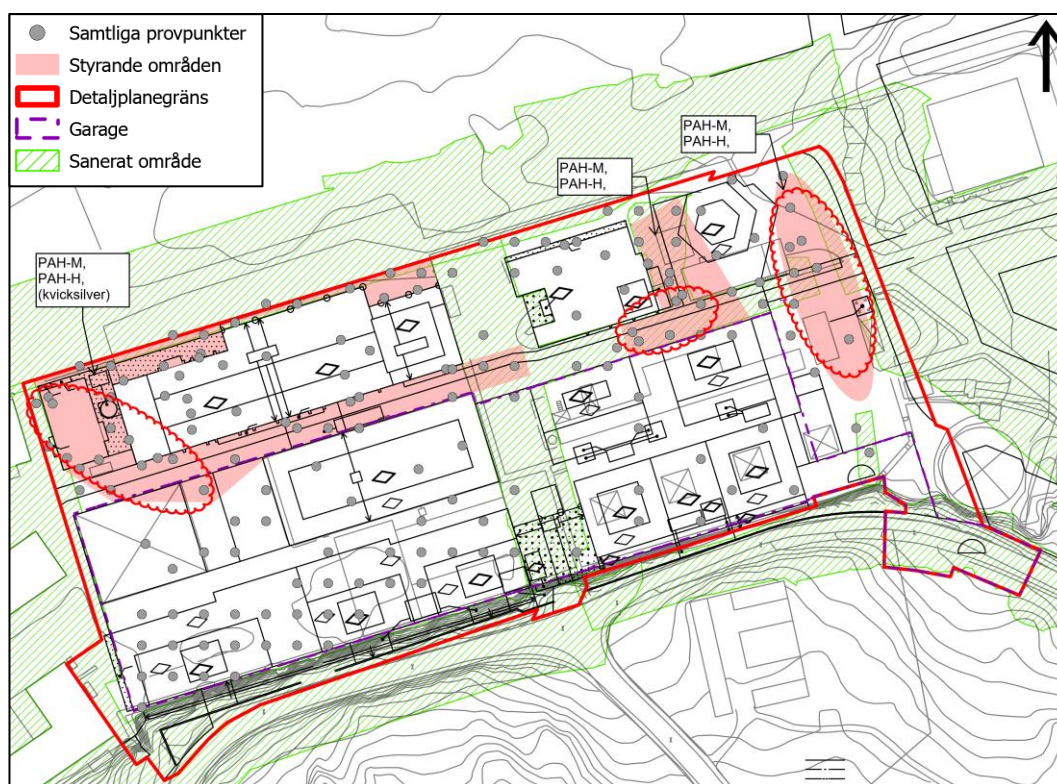 Samtliga provpunkter
Styrande områden
Detaljplanegräns
Garage
Sanerat område
PAH-M,
PAH-H,
PAH-M,
PAH-H,
PAH-M,
PAH-H,
(kvicksilver)